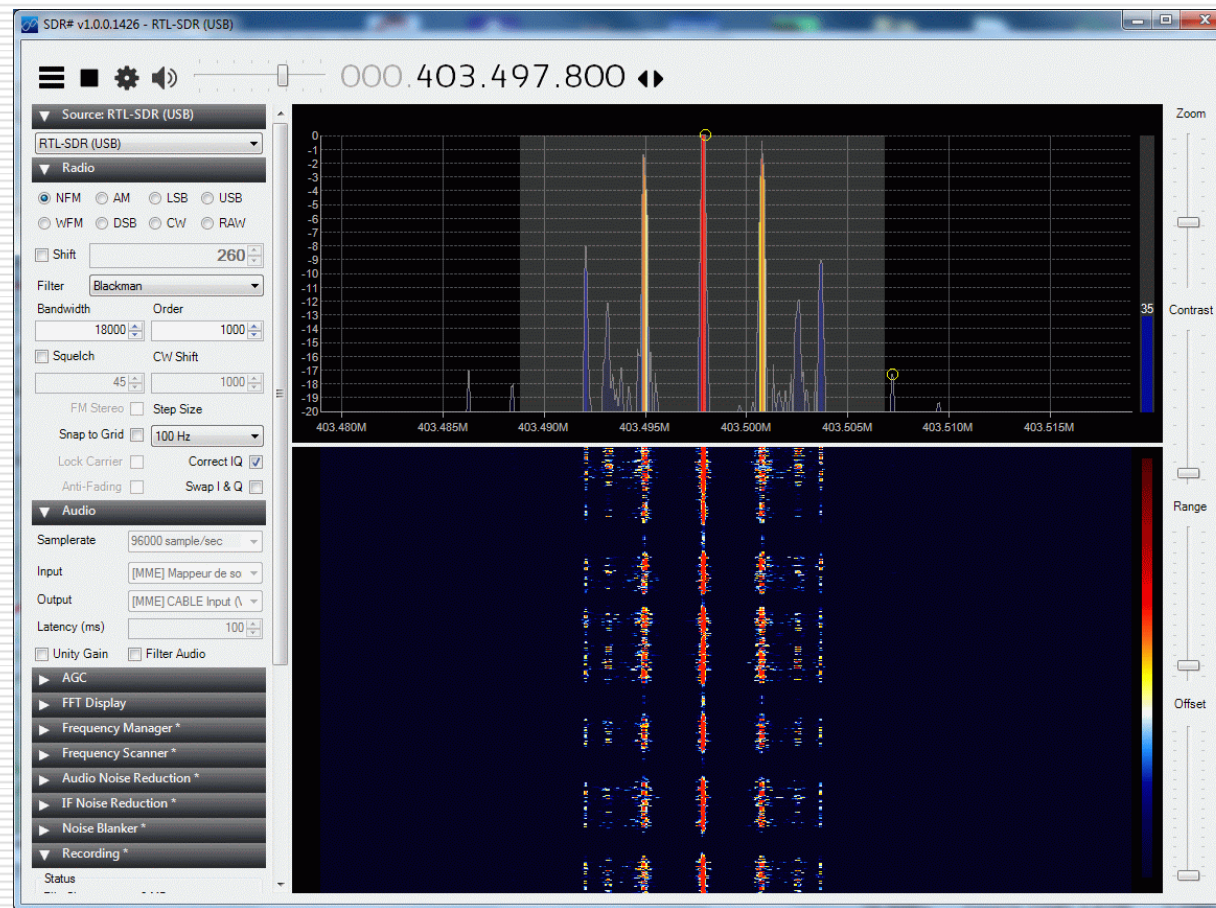 SDR# v1.0.0.1426 - RTL-SDR (USB)
000.403.497.800
Source: RTL-SDR (USB)
RTL-SDR (USB)
Radio
NFM AM LSB USB
WFM DSB CW RAW
Shift 260
Filter Blackman
Bandwidth Order
18000 1000
Squelch CW Shift
45 1000
FM Stereo Step Size
Snap to Grid 100 Hz
Lock Carrier Correct IQ
Anti-Fading Swap I & Q
Audio
Samplerate 96000 sample/sec
Input [MME] Mappeur de so
Output [MME] CABLE Input (\
Latency (ms) 100
Unity Gain Filter Audio
AGC
FFT Display
Frequency Manager *
Frequency Scanner *
Audio Noise Reduction *
IF Noise Reduction *
Noise Blanker *
Recording *
Status
0
-1
-2
-3
-4
-5
-6
-7
-8
-9
-10
-11
-12
-13
-14
-15
-16
-17
-18
-19
-20
403.480M 403.485M 403.490M 403.495M 403.500M 403.505M 403.510M 403.515M
35
Zoom
Contrast
Range
Offset